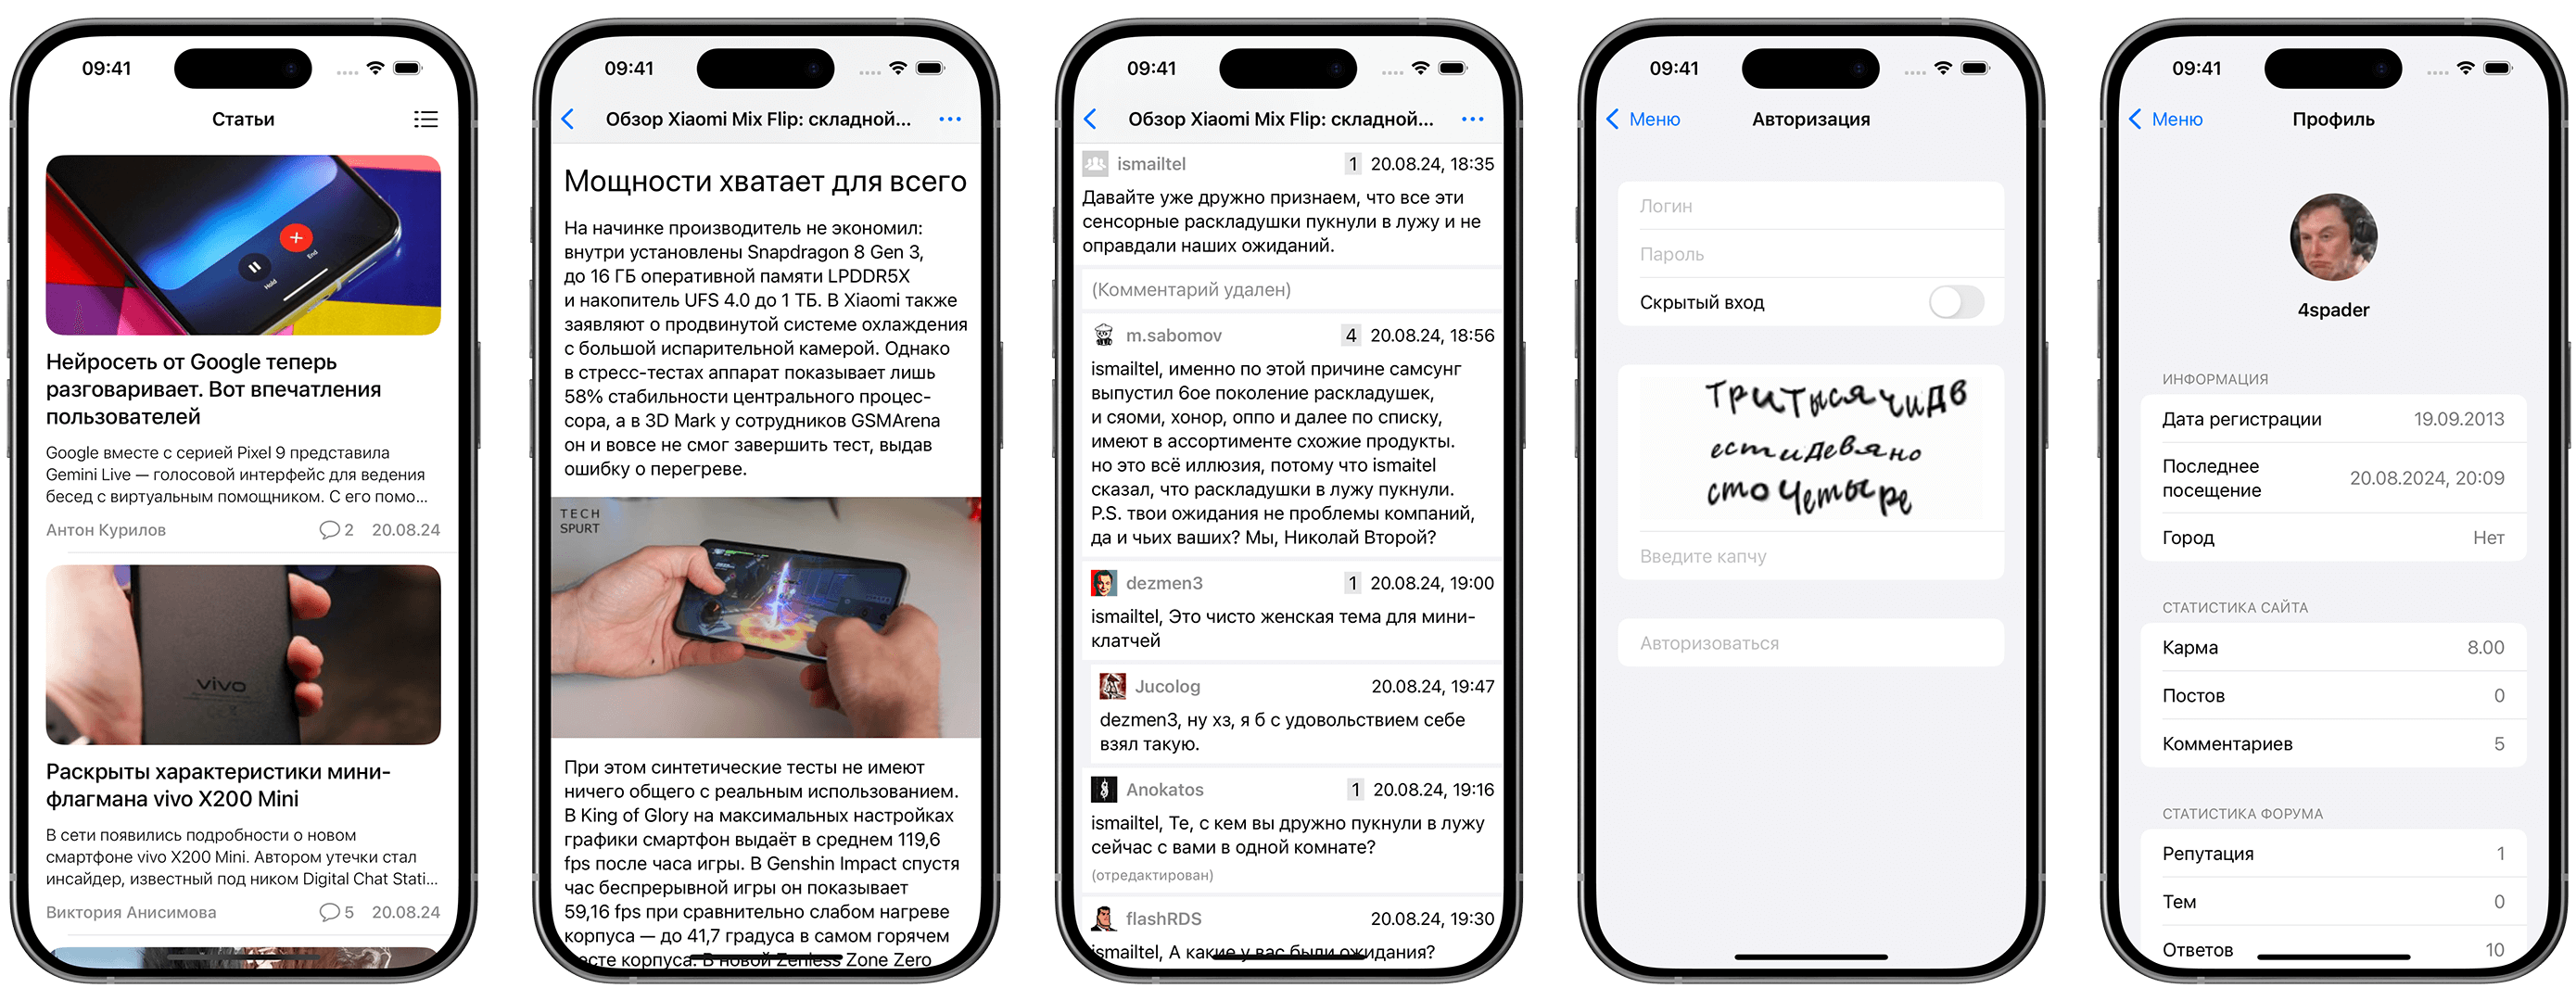 09:41
Статьи
Hold
End
Нейросеть от Google теперь
разговаривает. Вот впечатления
пользователей
Google вместе с серией Pixel 9 представила
Gemini Live — голосовой интерфейс для ведения
бесед с виртуальным помощником. С его помо...
Антон Курилов 2 20.08.24
vivo
Раскрыты характеристики мини-
флагмана vivo X200 Mini
В сети появились подробности о новом
смартфоне vivo X200 Mini. Автором утечки стал
инсайдер, известный под ником Digital Chat Stati...
Виктория Анисимова 5 20.08.24
09:41
Обзор Xiaomi Mix Flip: складной...
Мощности хватает для всего
На начинке производитель не экономил:
внутри установлены Snapdragon 8 Gen 3,
до 16 ГБ оперативной памяти LPDDR5X
и накопитель UFS 4.0 до 1 ТБ. В Xiaomi также
заявляют о продвинутой системе охлаждения
с большой испарительной камерой. Однако
в стресс-тестах аппарат показывает лишь
58% стабильности центрального процес-
сора, а в 3D Mark у сотрудников GSMArena
он и вовсе не смог завершить тест, выдав
ошибку о перегреве.
TECH
SPURT
При этом синтетические тесты не имеют
ничего общего с реальным использованием.
В King of Glory на максимальных настройках
графики смартфон выдаёт в среднем 119,6
fps после часа игры. В Genshin Impact спустя
час беспрерывной игры он показывает
59,16 fps при сравнительно слабом нагреве
корпуса — до 41,7 градуса в самом горячем
месте корпуса. В новой Zenless Zone Zero
09:41
Обзор Xiaomi Mix Flip: складной...
ismailtel 1 20.08.24, 18:35
Давайте уже дружно признаем, что все эти
сенсорные раскладушки пукнули в лужу и не
оправдали наших ожиданий.
(Комментарий удален)
m.sabomov 4 20.08.24, 18:56
ismailtel, именно по этой причине самсунг
выпустил 6ое поколение раскладушек,
и сяоми, хонор, оппо и далее по списку,
имеют в ассортименте схожие продукты.
но это всё иллюзия, потому что ismaitel
сказал, что раскладушки в лужу пукнули.
P.S. твои ожидания не проблемы компаний,
да и чьих ваших? Мы, Николай Второй?
dezmen3 1 20.08.24, 19:00
ismailtel, Это чисто женская тема для мини-
клатчей
Jucolog 20.08.24, 19:47
dezmen3, ну хз, я б с удовольствием себе
взял такую.
Anokatos 1 20.08.24, 19:16
ismailtel, Те, с кем вы дружно пукнули в лужу
сейчас с вами в одной комнате?
(отредактирован)
flashRDS 20.08.24, 19:30
ismailtel, А какие у вас были ожидания?
09:41
Меню Авторизация
Логин
Пароль
Скрытый вход
тритысячидв
естидевяно
сточетыре
Введите капчу
Авторизоваться
09:41
Меню Профиль
4spader
ИНФОРМАЦИЯ
Дата регистрации 19.09.2013
Последнее
посещение 20.08.2024, 20:09
Город Нет
СТАТИСТИКА САЙТА
Карма 8.00
Постов 0
Комментариев 5
СТАТИСТИКА ФОРУМА
Репутация 1
Тем 0
Ответов 10